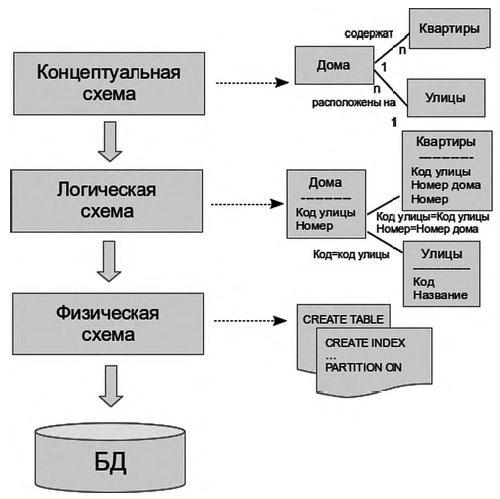 Концептуальная
схема
Дома
содержат
1
n
Квартиры
n
расположены на
1
Улицы
Логическая
схема
Дома
------------
Код улицы
Номер
Квартиры
------------
Код улицы
Номер дома
Номер
Код улицы=Код улицы
Номер=Номер дома
Код=код улицы
Улицы
------------
Код
Название
Физическая
схема
CREATE TABLE
CREATE INDEX
...
PARTITION ON
БД